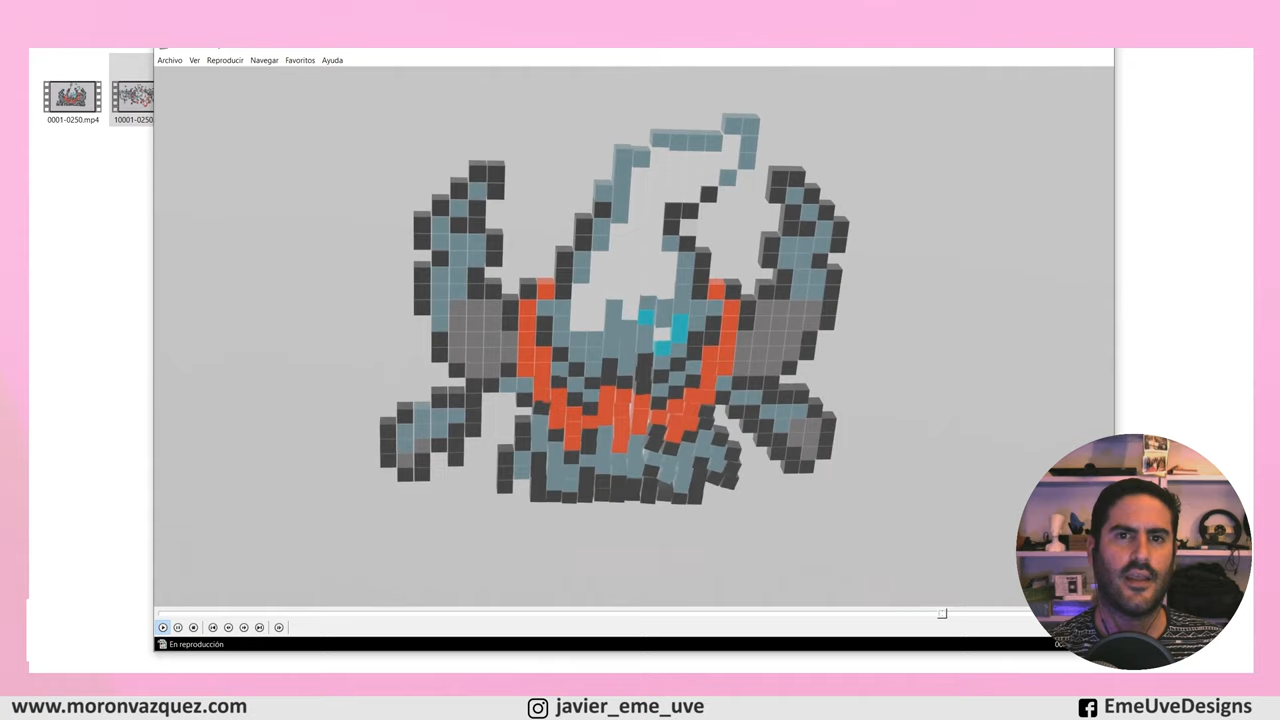 Archivo Ver Reproducir Navegar Favoritos Ayuda
0001-0250.mp4
10001-0250
En reproducción
www.moronvazquez.com
javier_eme_uve
EmeUveDesigns